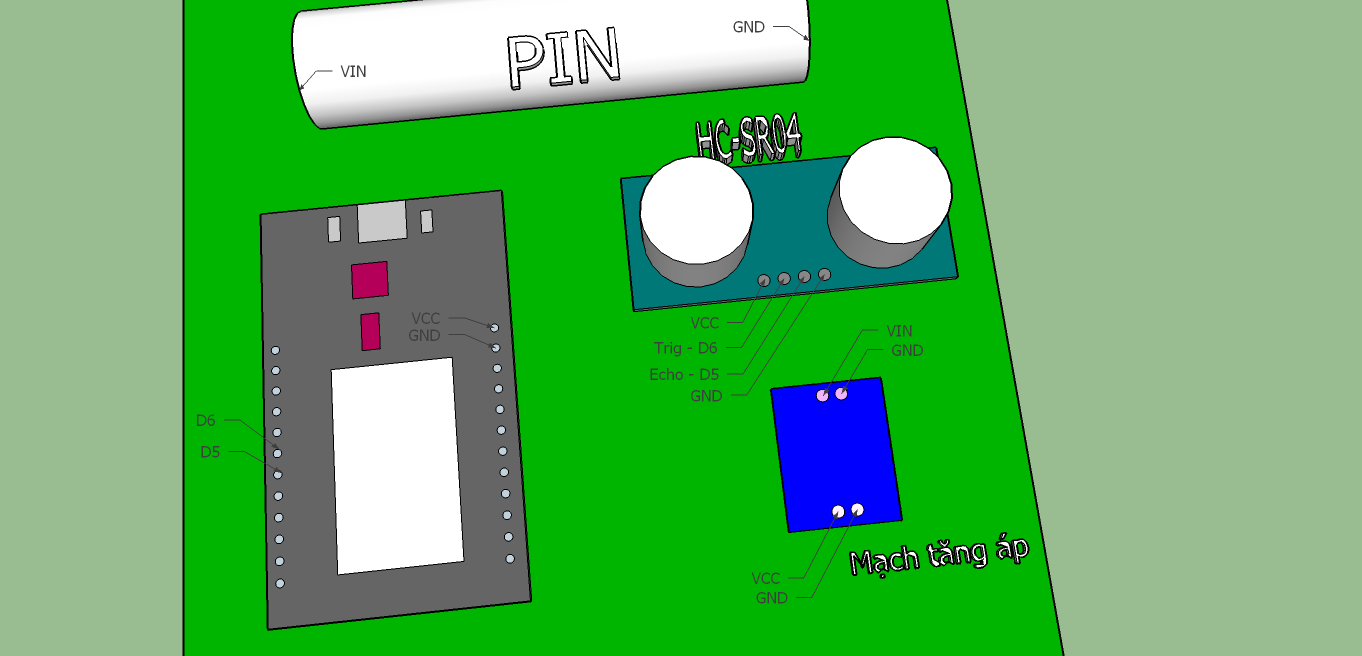 GND
VIN
PIN
HC-SR04
VCC
GND
VCC
Trig - D6
Echo - D5
GND
VIN
GND
D6
D5
Mạch tăng áp
VCC
GND